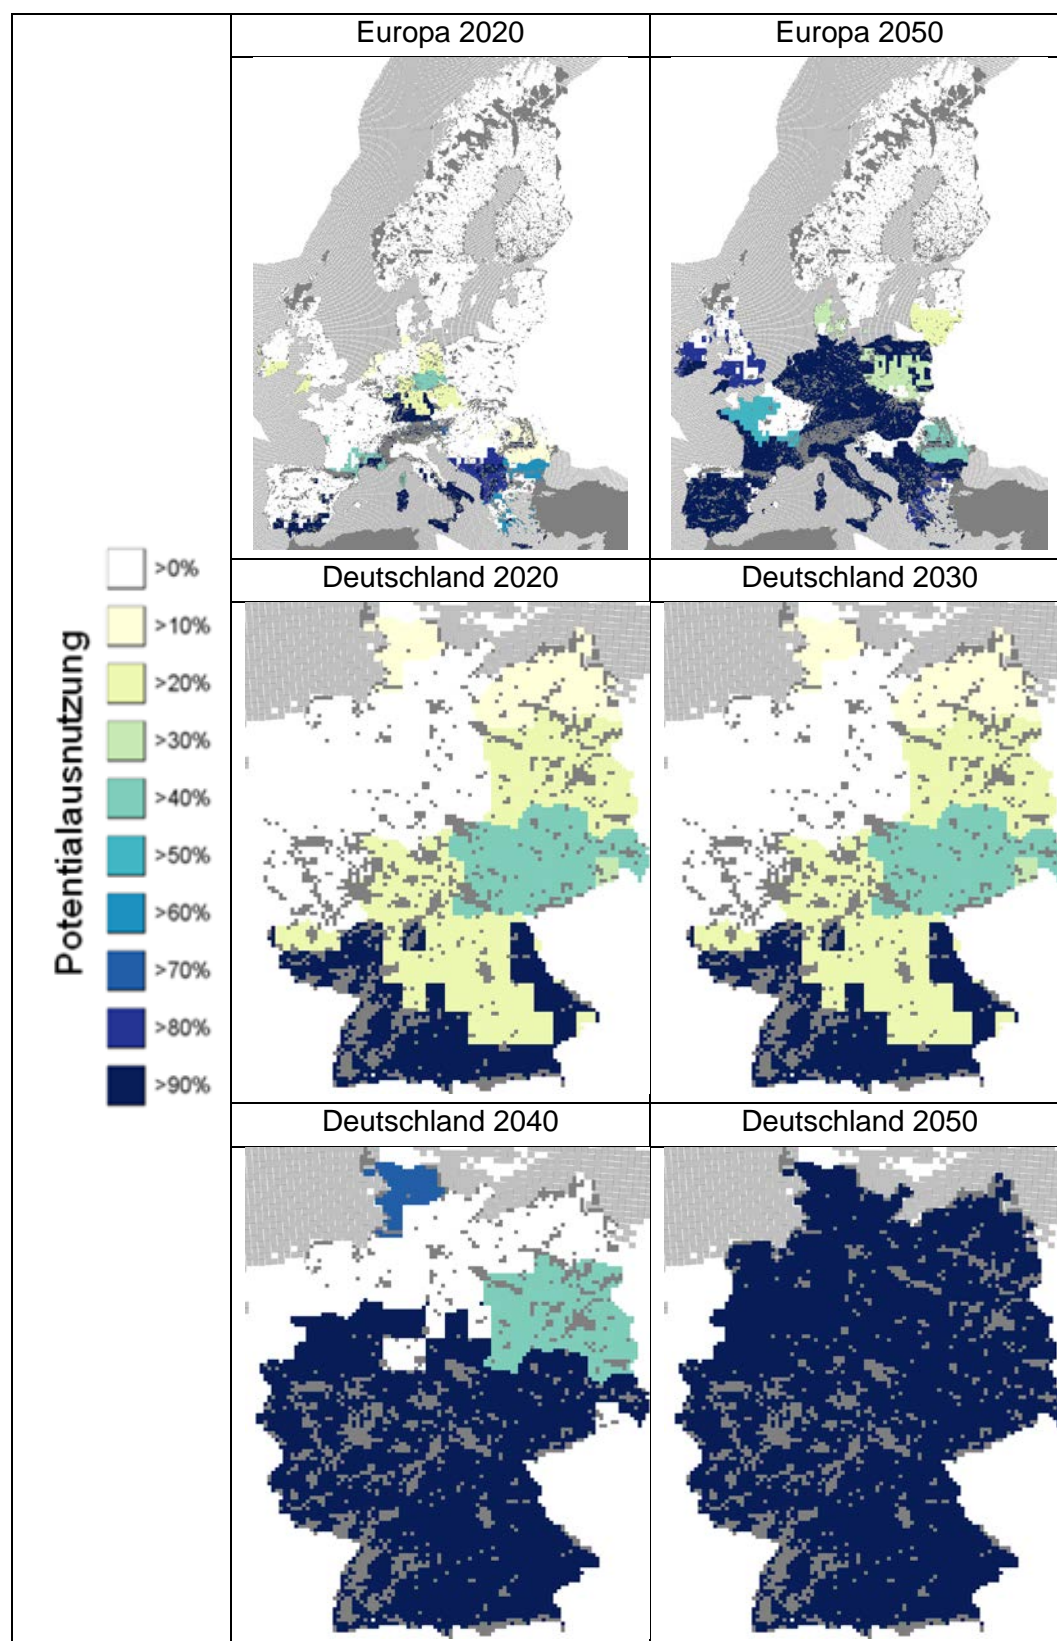 Europa 2020
Europa 2050
Potentialausnutzung
>0%
>10%
>20%
>30%
>40%
>50%
>60%
>70%
>80%
>90%
Deutschland 2020
Deutschland 2030
Deutschland 2040
Deutschland 2050